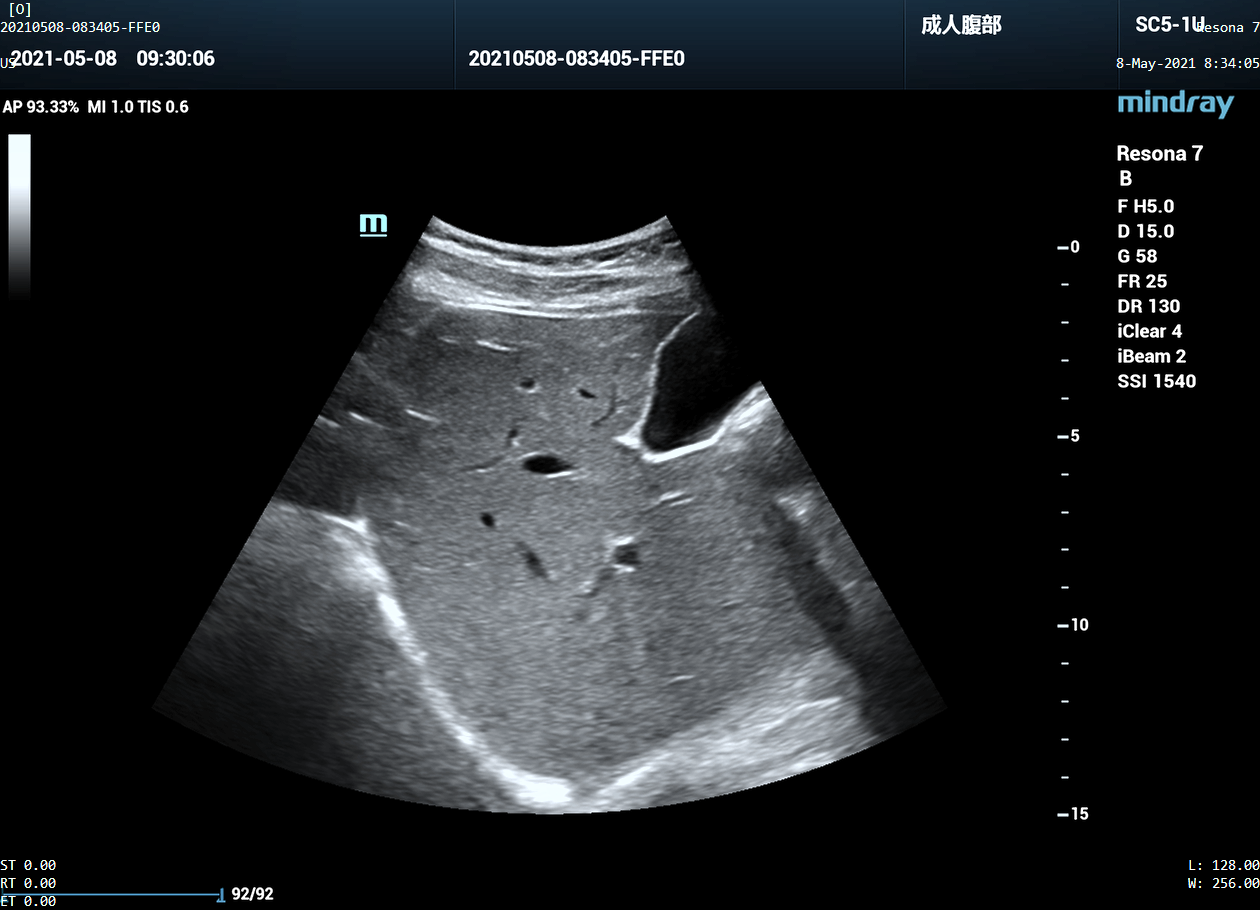 [O]
20210508-083405-FFE0
2021-05-08 09:30:06
US
20210508-083405-FFE0
成人腹部
SC5-1U
Resona 7
8-May-2021 8:34:05
AP 93.33% MI 1.0 TIS 0.6
mindray
m
Resona 7
B
F H5.0
D 15.0
G 58
FR 25
DR 130
iClear 4
iBeam 2
SSI 1540
0
5
10
15
ST 0.00
RT 0.00
ET 0.00
92/92
L: 128.00
W: 256.00